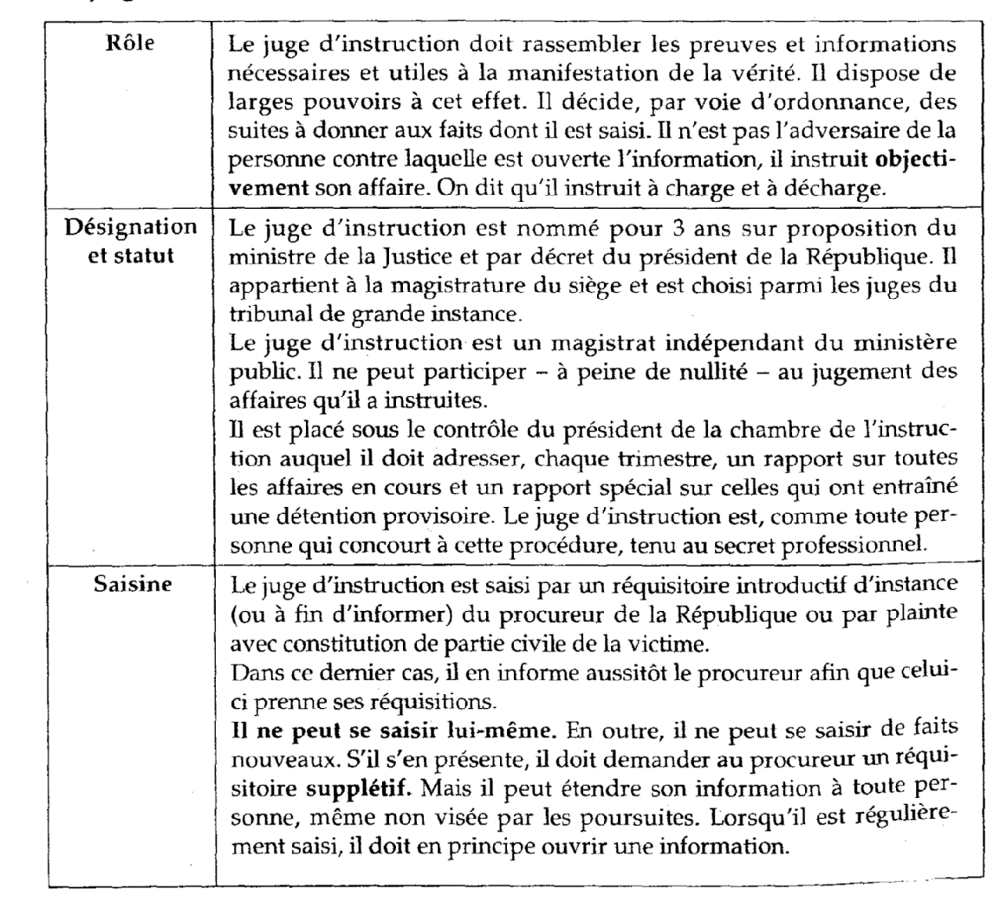 Rôle
Le juge d'instruction doit rassembler les preuves et informations
nécessaires et utiles à la manifestation de la vérité. Il dispose de
larges pouvoirs à cet effet. Il décide, par voie d'ordonnance, des
suites à donner aux faits dont il est saisi. Il n'est pas l'adversaire de la
personne contre laquelle est ouverte l'information, il instruit objecti-
vement son affaire. On dit qu'il instruit à charge et à décharge.
Désignation
et statut
Le juge d'instruction est nommé pour 3 ans sur proposition du
ministre de la Justice et par décret du président de la République. Il
appartient à la magistrature du siège et est choisi parmi les juges du
tribunal de grande instance.
Le juge d'instruction est un magistrat indépendant du ministère
public. Il ne peut participer – à peine de nullité – au jugement des
affaires qu'il a instruites.
Il est placé sous le contrôle du président de la chambre de l'instruc-
tion auquel il doit adresser, chaque trimestre, un rapport sur toutes
les affaires en cours et un rapport spécial sur celles qui ont entraîné
une détention provisoire. Le juge d'instruction est, comme toute per-
sonne qui concourt à cette procédure, tenu au secret professionnel.
Saisine
Le juge d'instruction est saisi par un réquisitoire introductif d'instance
(ou à fin d'informer) du procureur de la République ou par plainte
avec constitution de partie civile de la victime.
Dans ce dernier cas, il en informe aussitôt le procureur afin que celui-
ci prenne ses réquisitions.
Il ne peut se saisir lui-même. En outre, il ne peut se saisir de faits
nouveaux. S'il s'en présente, il doit demander au procureur un réqui-
sitoire supplétif. Mais il peut étendre son information à toute per-
sonne, même non visée par les poursuites. Lorsqu'il est régulière-
ment saisi, il doit en principe ouvrir une information.